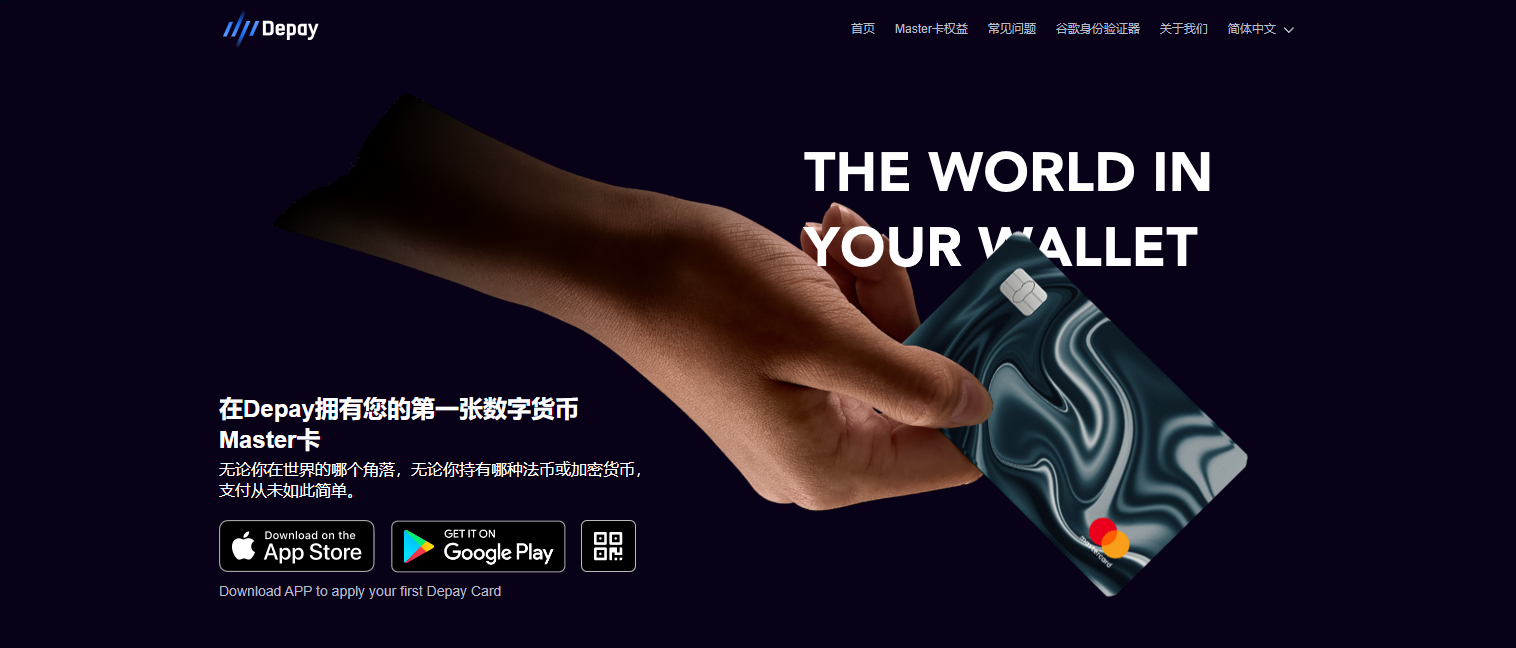 Depay
首页 Master卡权益 常见问题 谷歌身份验证器 关于我们 简体中文
THE WORLD IN
YOUR WALLET
在Depay拥有您的第一张数字货币
Master卡
无论你在世界的哪个角落，无论你持有哪种法币或加密货币，
支付从未如此简单。
Download on the
App Store
GET IT ON
Google Play
Download APP to apply your first Depay Card
mastercard